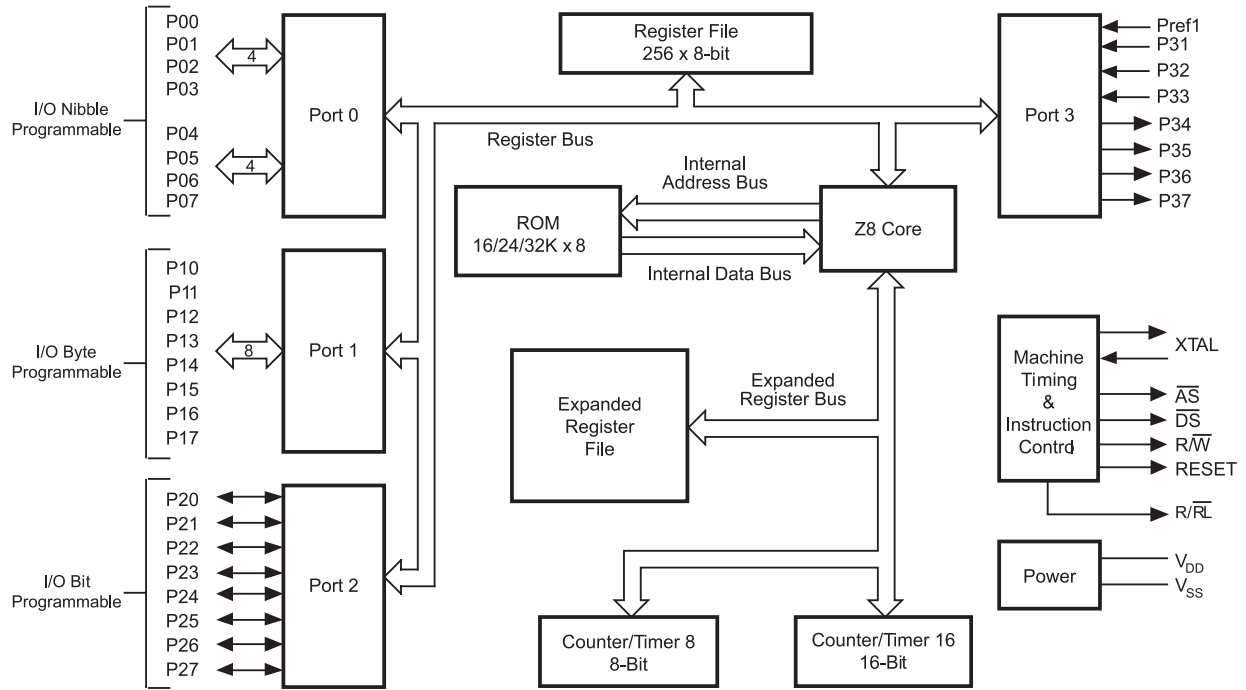 P00
P01
P02
P03
P04
P05
P06
P07
I/O Nibble
Programmable
4
4
Port 0
Register File
256 x 8-bit
Register Bus
Port 3
Pref1
P31
P32
P33
P34
P35
P36
P37
Internal
Address Bus
ROM
16/24/32K x 8
Z8 Core
Internal Data Bus
P10
P11
P12
P13
P14
P15
P16
P17
I/O Byte
Programmable
8
Port 1
Expanded
Register
File
Expanded
Register Bus
Machine
Timing
&
Instruction
Control
XTAL
A̅S̅
D̅S̅
R/W̅
RESET
R/R̅L̅
P20
P21
P22
P23
P24
P25
P26
P27
I/O Bit
Programmable
Port 2
Counter/Timer 8
8-Bit
Counter/Timer 16
16-Bit
Power
VDD
VSS